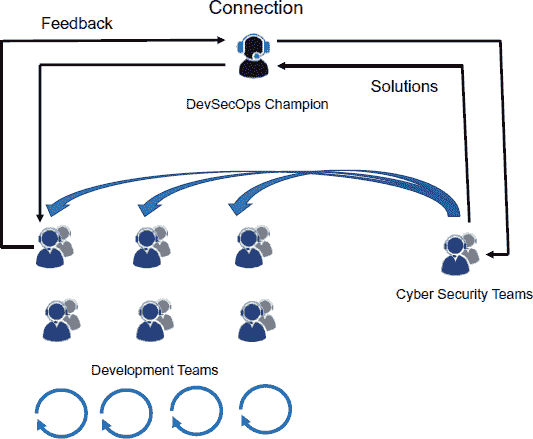 Connection
Feedback
DevSecOps Champion
Solutions
Cyber Security Teams
Development Teams